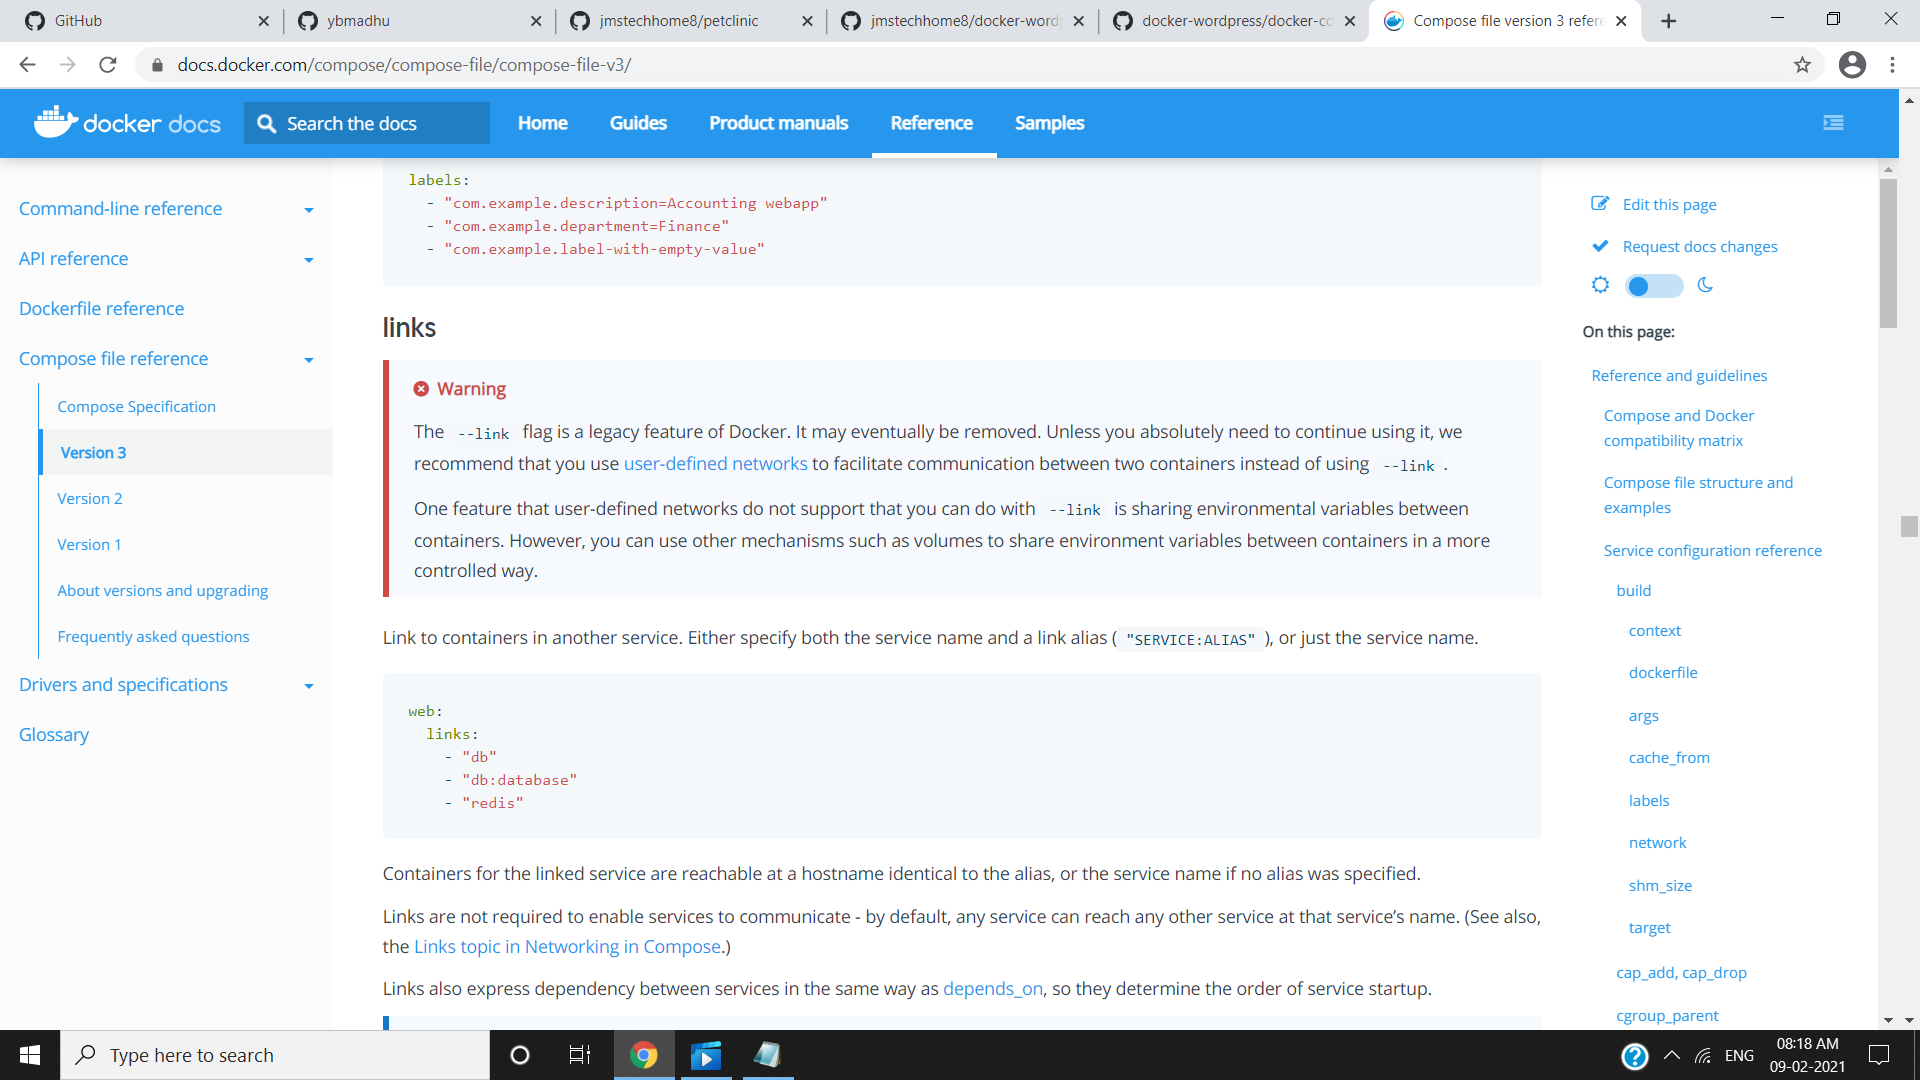 GitHub
ybmadhu
jmstechhome8/petclinic
jmstechhome8/docker-wordp
docker-wordpress/docker-co
Compose file version 3 refere
docs.docker.com/compose/compose-file/compose-file-v3/
docker docs
Search the docs
Home
Guides
Product manuals
Reference
Samples
Command-line reference
API reference
Dockerfile reference
Compose file reference
Compose Specification
Version 3
Version 2
Version 1
About versions and upgrading
Frequently asked questions
Drivers and specifications
Glossary
labels:
- "com.example.description=Accounting webapp"
- "com.example.department=Finance"
- "com.example.label-with-empty-value"
links
Warning
The --link flag is a legacy feature of Docker. It may eventually be removed. Unless you absolutely need to continue using it, we
recommend that you use user-defined networks to facilitate communication between two containers instead of using --link .
One feature that user-defined networks do not support that you can do with --link is sharing environmental variables between
containers. However, you can use other mechanisms such as volumes to share environment variables between containers in a more
controlled way.
Link to containers in another service. Either specify both the service name and a link alias ( "SERVICE:ALIAS" ), or just the service name.
web:
links:
- "db"
- "db:database"
- "redis"
Containers for the linked service are reachable at a hostname identical to the alias, or the service name if no alias was specified.
Links are not required to enable services to communicate - by default, any service can reach any other service at that service’s name. (See also,
the Links topic in Networking in Compose.)
Links also express dependency between services in the same way as depends_on, so they determine the order of service startup.
Edit this page
Request docs changes
On this page:
Reference and guidelines
Compose and Docker
compatibility matrix
Compose file structure and
examples
Service configuration reference
build
context
dockerfile
args
cache_from
labels
network
shm_size
target
cap_add, cap_drop
cgroup_parent
Type here to search
ENG
08:18 AM
09-02-2021